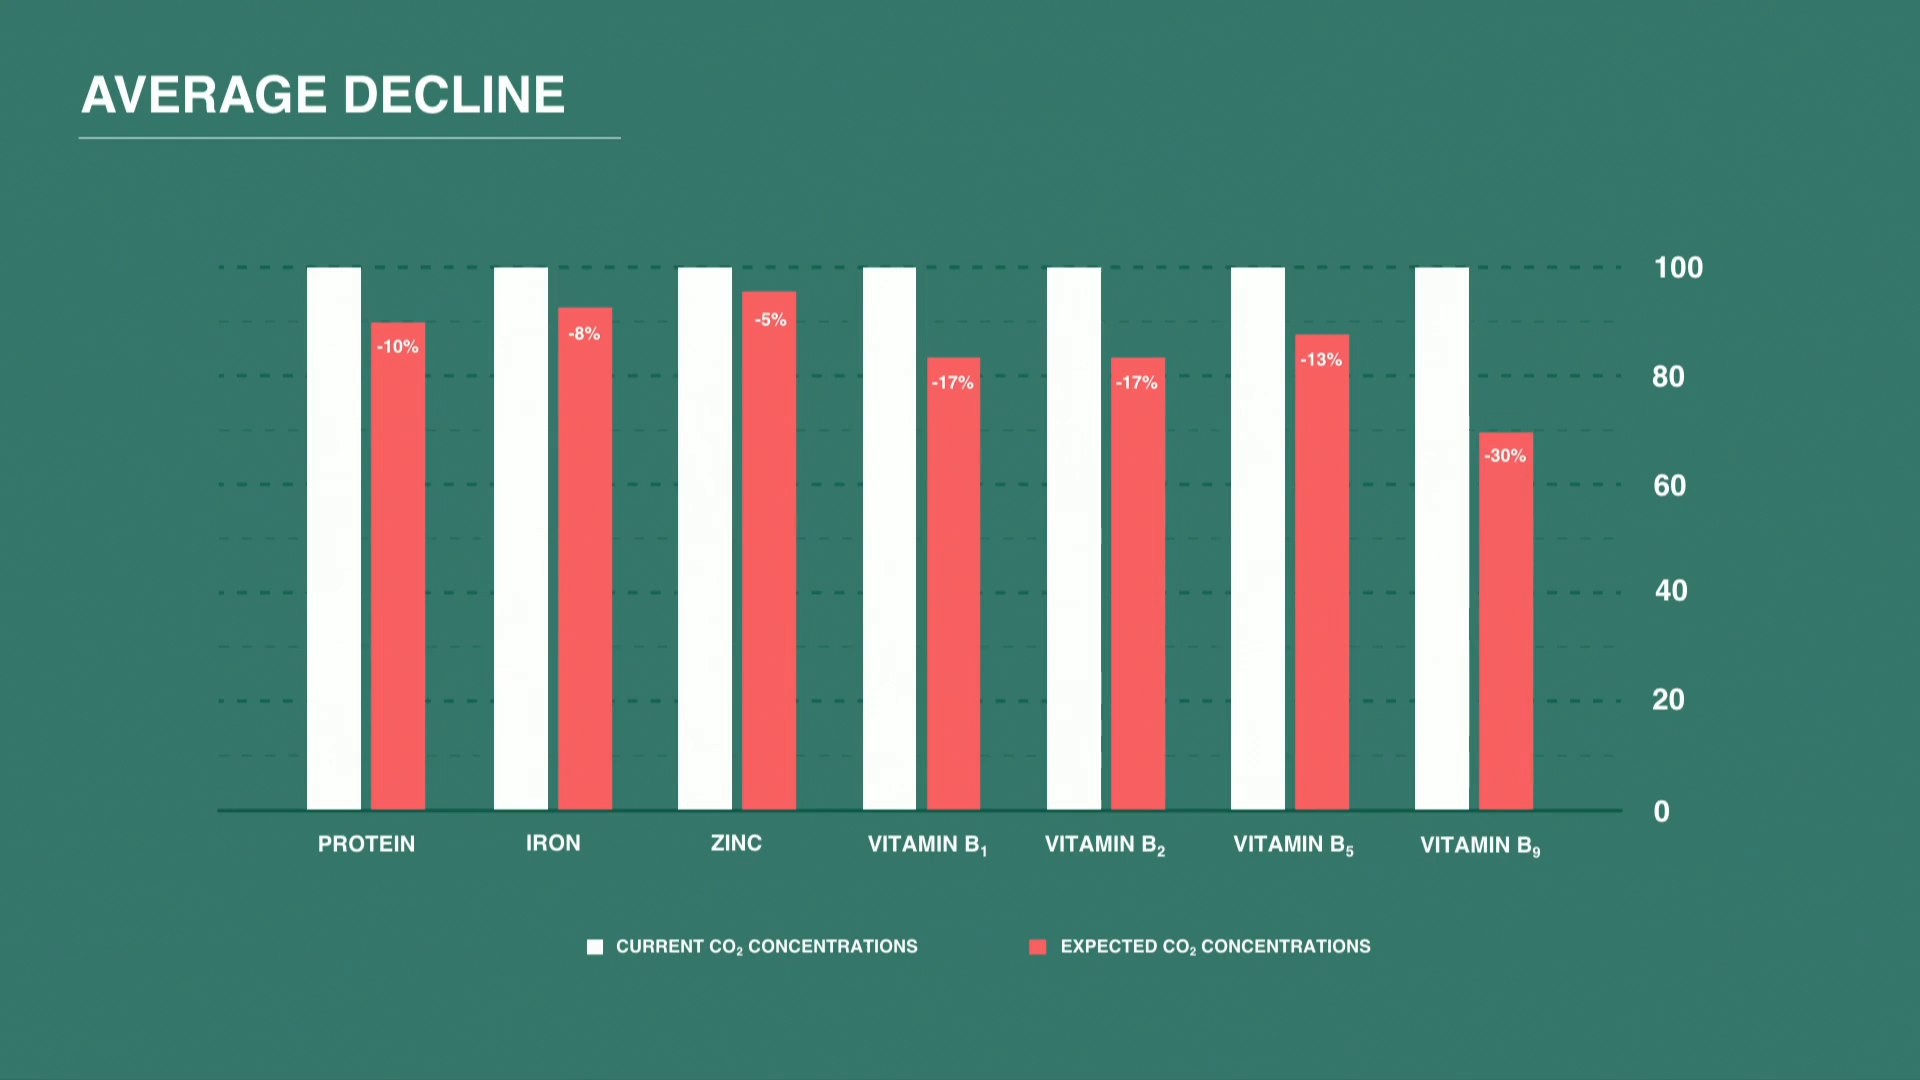 AVERAGE DECLINE
100
80
60
40
20
0
-10%
-8%
-5%
-17%
-17%
-13%
-30%
PROTEIN
IRON
ZINC
VITAMIN B₁
VITAMIN B₂
VITAMIN B₅
VITAMIN B₉
CURRENT CO₂ CONCENTRATIONS
EXPECTED CO₂ CONCENTRATIONS